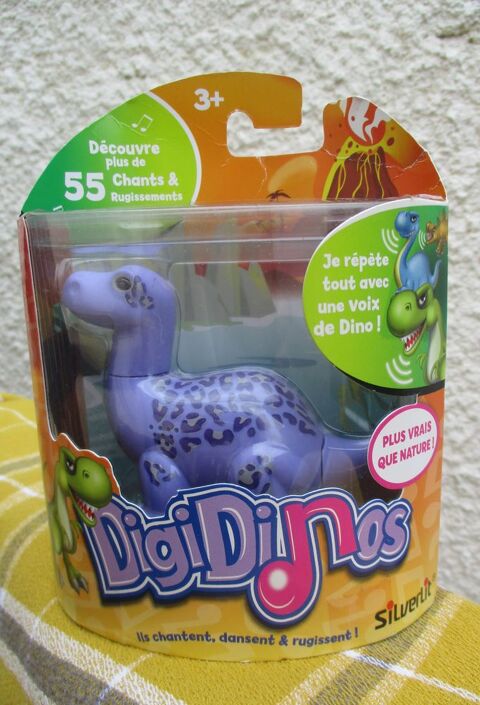 3+
Découvre
plus de
55 Chants &
Rugissements
Je répète
tout avec
une voix
de Dino !
PLUS VRAIS
QUE NATURE !
DigiDinos
SilverLit
Ils chantent, dansent & rugissent !